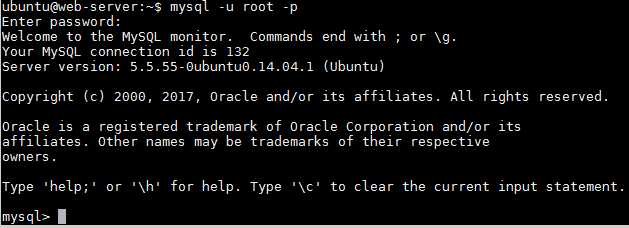 ubuntu@web-server:~$ mysql -u root -p
Enter password:
Welcome to the MySQL monitor.  Commands end with ; or \g.
Your MySQL connection id is 132
Server version: 5.5.55-0ubuntu0.14.04.1 (Ubuntu)
Copyright (c) 2000, 2017, Oracle and/or its affiliates. All rights reserved.
Oracle is a registered trademark of Oracle Corporation and/or its
affiliates. Other names may be trademarks of their respective
owners.
Type 'help;' or '\h' for help. Type '\c' to clear the current input statement.
mysql>